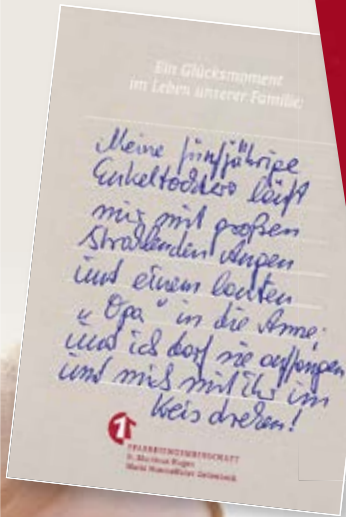 Ein Glücksmoment
im Leben unserer Familie:
Meine fünfjährige
Enkeltochter läuft
mir mit großen
strahlenden Augen
und einem lauten
„Opa“ in die Arme;
und ich darf sie auffangen
und mich mit ihr im
Kreis drehen!
PFARREIENGEMEINSCHAFT